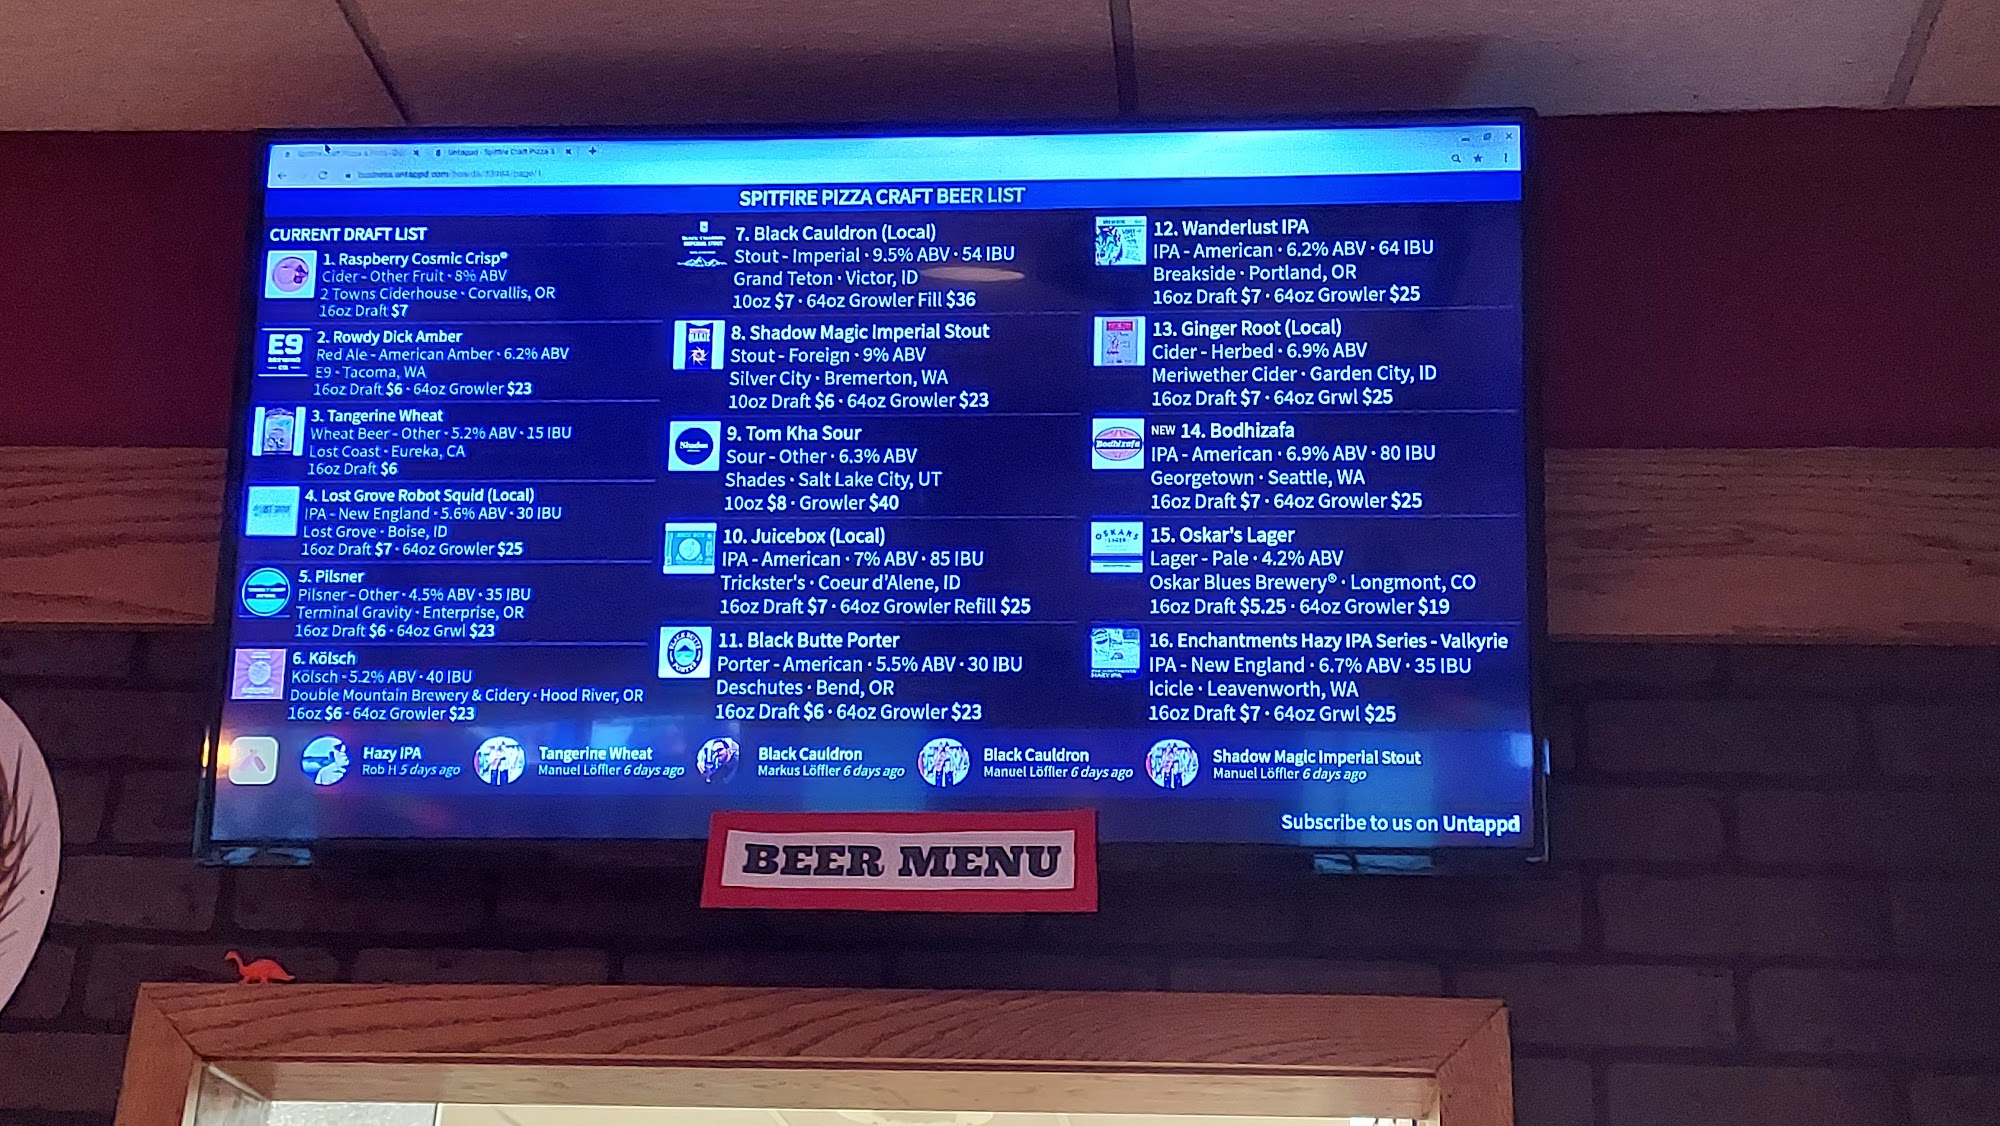 Untappd - Spitfire Craft Pizza &
business.untappd.com
SPITFIRE PIZZA CRAFT BEER LIST
CURRENT DRAFT LIST
1. Raspberry Cosmic Crisp®
Cider - Other Fruit · 8% ABV
2 Towns Ciderhouse · Corvallis, OR
16oz Draft $7
E9
2. Rowdy Dick Amber
Red Ale - American Amber · 6.2% ABV
E9 · Tacoma, WA
16oz Draft $6 · 64oz Growler $23
3. Tangerine Wheat
Wheat Beer - Other · 5.2% ABV · 15 IBU
Lost Coast · Eureka, CA
16oz Draft $6
4. Lost Grove Robot Squid (Local)
IPA - New England · 5.6% ABV · 30 IBU
Lost Grove · Boise, ID
16oz Draft $7 · 64oz Growler $25
5. Pilsner
Pilsner - Other · 4.5% ABV · 35 IBU
Terminal Gravity · Enterprise, OR
16oz Draft $6 · 64oz Grwl $23
6. Kölsch
Kölsch · 5.2% ABV · 40 IBU
Double Mountain Brewery & Cidery · Hood River, OR
16oz $6 · 64oz Growler $23
7. Black Cauldron (Local)
Stout - Imperial · 9.5% ABV · 54 IBU
Grand Teton · Victor, ID
10oz $7 · 64oz Growler Fill $36
8. Shadow Magic Imperial Stout
Stout - Foreign · 9% ABV
Silver City · Bremerton, WA
10oz Draft $6 · 64oz Growler $23
Shades
9. Tom Kha Sour
Sour - Other · 6.3% ABV
Shades · Salt Lake City, UT
10oz $8 · Growler $40
10. Juicebox (Local)
IPA - American · 7% ABV · 85 IBU
Trickster's · Coeur d'Alene, ID
16oz Draft $7 · 64oz Growler Refill $25
BLACK BUTTE PORTER
11. Black Butte Porter
Porter - American · 5.5% ABV · 30 IBU
Deschutes · Bend, OR
16oz Draft $6 · 64oz Growler $23
12. Wanderlust IPA
IPA - American · 6.2% ABV · 64 IBU
Breakside · Portland, OR
16oz Draft $7 · 64oz Growler $25
13. Ginger Root (Local)
Cider - Herbed · 6.9% ABV
Meriwether Cider · Garden City, ID
16oz Draft $7 · 64oz Grwl $25
Bodhizafa
NEW 14. Bodhizafa
IPA - American · 6.9% ABV · 80 IBU
Georgetown · Seattle, WA
16oz Draft $7 · 64oz Growler $25
OSKARS
LAGER
15. Oskar's Lager
Lager - Pale · 4.2% ABV
Oskar Blues Brewery® · Longmont, CO
16oz Draft $5.25 · 64oz Growler $19
16. Enchantments Hazy IPA Series - Valkyrie
IPA - New England · 6.7% ABV · 35 IBU
Icicle · Leavenworth, WA
16oz Draft $7 · 64oz Grwl $25
Hazy IPA
Rob H 5 days ago
Tangerine Wheat
Manuel Löffler 6 days ago
Black Cauldron
Markus Löffler 6 days ago
Black Cauldron
Manuel Löffler 6 days ago
Shadow Magic Imperial Stout
Manuel Löffler 6 days ago
Subscribe to us on Untappd
BEER MENU